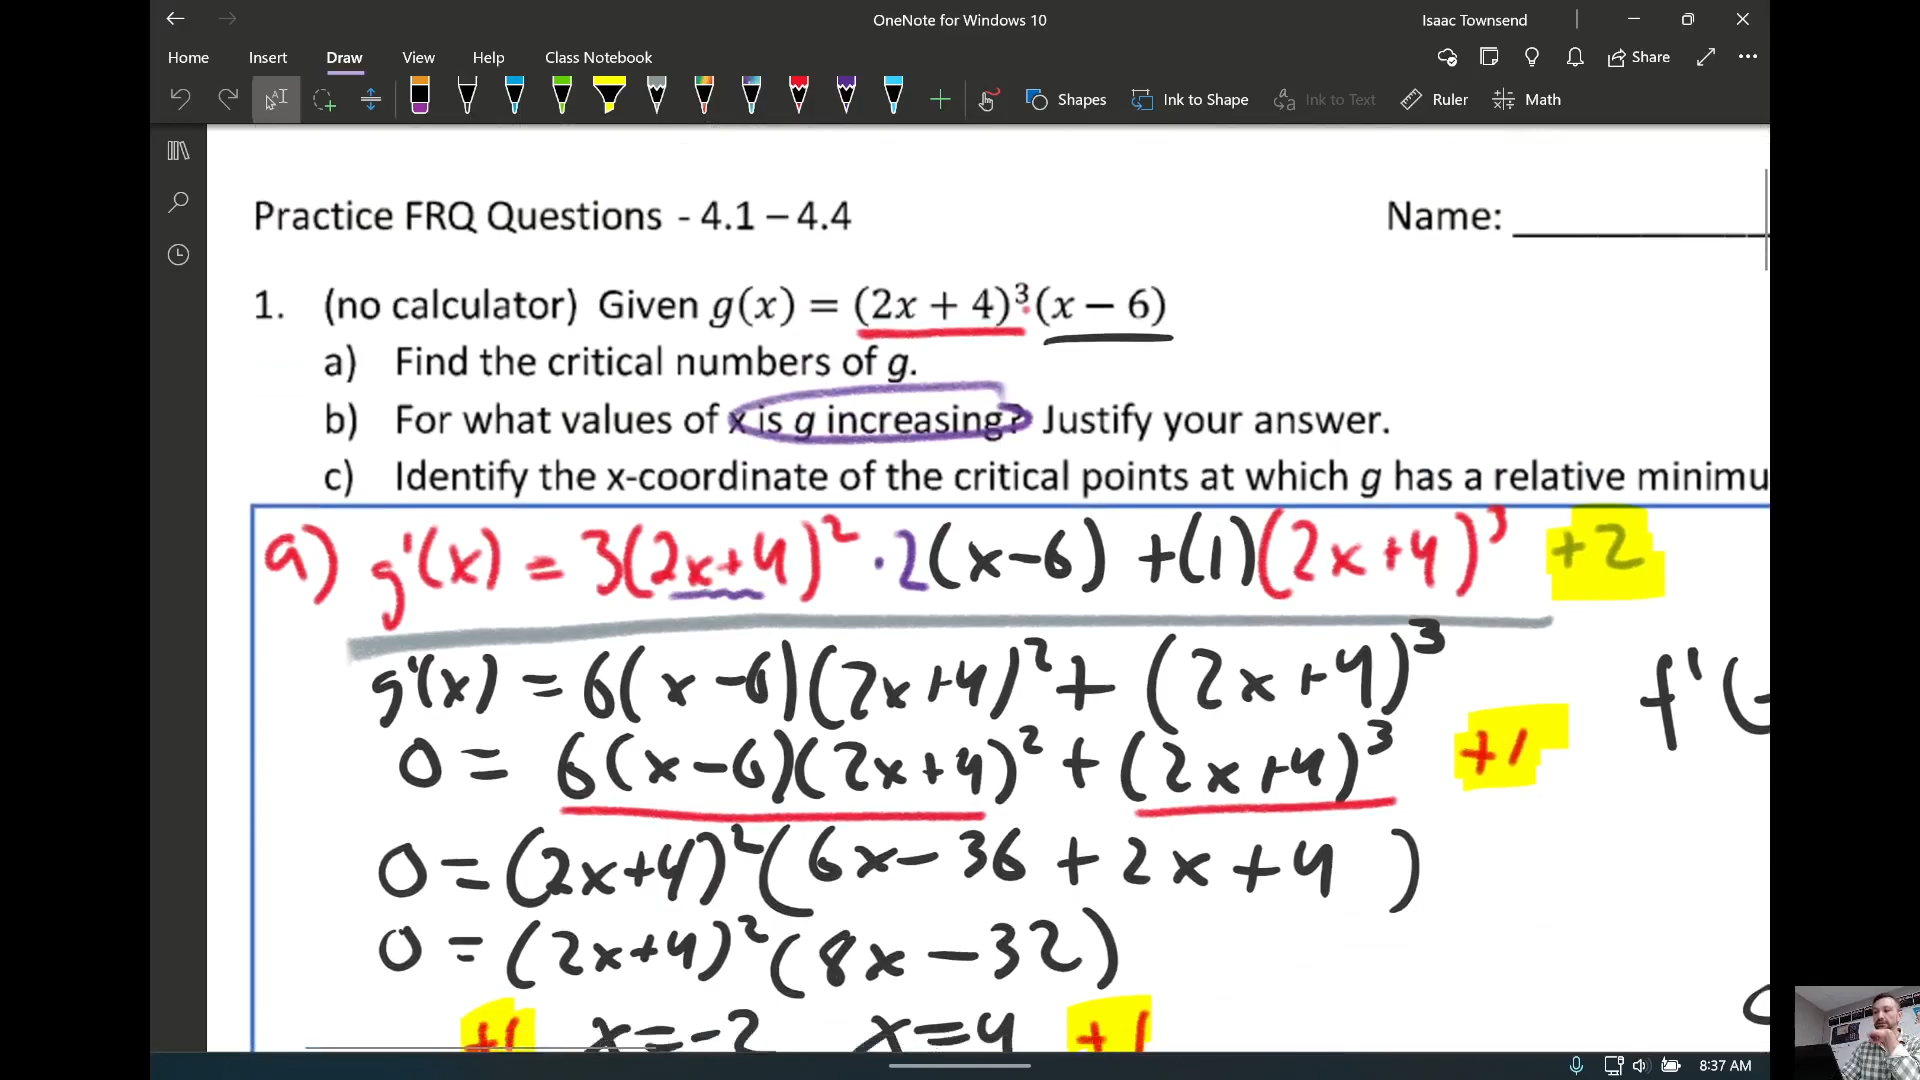 OneNote for Windows 10
Isaac Townsend
Home Insert Draw View Help Class Notebook
Share
Shapes Ink to Shape Ink to Text Ruler Math
Practice FRQ Questions - 4.1 – 4.4 Name:
1. (no calculator) Given g(x) = (2x + 4)³·(x − 6)
a) Find the critical numbers of g.
b) For what values of x is g increasing? Justify your answer.
c) Identify the x-coordinate of the critical points at which g has a relative minimu
a) g'(x) = 3(2x+4)²·2(x-6) +(1)(2x+4)³ +2
g'(x) = 6(x-6)(2x+4)² + (2x+4)³ f'(
0 = 6(x-6)(2x+4)² + (2x+4)³ +1
0 = (2x+4)²(6x-36+2x+4)
0 = (2x+4)²(8x-32)
+1 x=-2 x=4 +1
8:37 AM